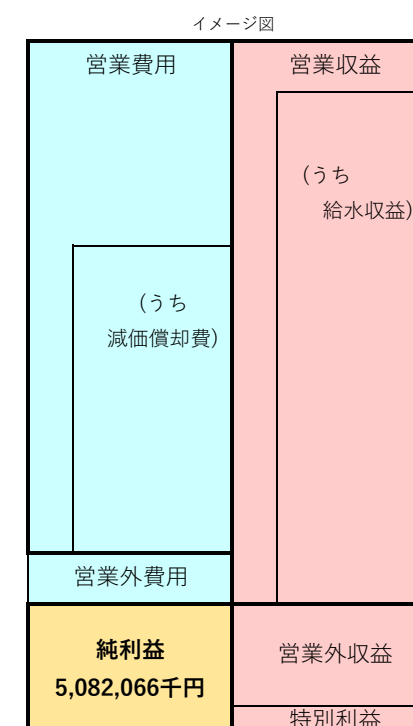 イメージ図
営業費用
営業収益
(うち
給水収益)
(うち
減価償却費)
営業外費用
純利益
5,082,066千円
営業外収益
特別利益